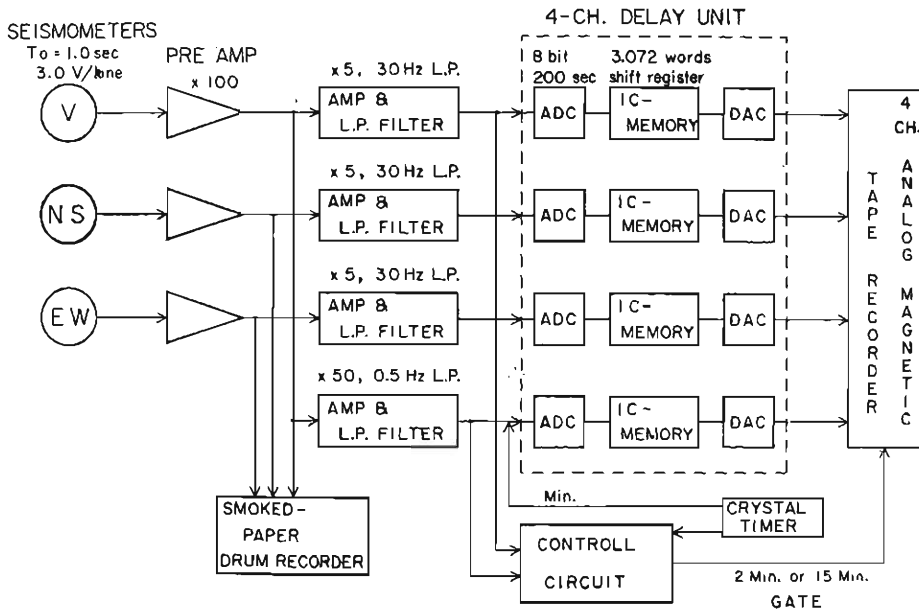 4-CH. DELAY UNIT
SEISMOMETERS
To = 1.0 sec
3.0 V/kine
PRE AMP
x 100
x 5, 30 Hz L.P.
8 bit
200 sec
3.072 words
shift register
V
AMP &
L.P. FILTER
ADC
IC-
MEMORY
DAC
4
CH.
ANALOG
MAGNETIC
TAPE
RECORDER
x 5, 30 Hz L.P.
NS
AMP &
L.P. FILTER
ADC
IC-
MEMORY
DAC
x 5, 30 Hz L.P.
EW
AMP &
L.P. FILTER
ADC
IC-
MEMORY
DAC
x 50, 0.5 Hz L.P.
AMP &
L.P. FILTER
ADC
IC-
MEMORY
DAC
Min.
CRYSTAL
TIMER
SMOKED-
PAPER
DRUM RECORDER
CONTROLL
CIRCUIT
2 Min. or 15 Min.
GATE